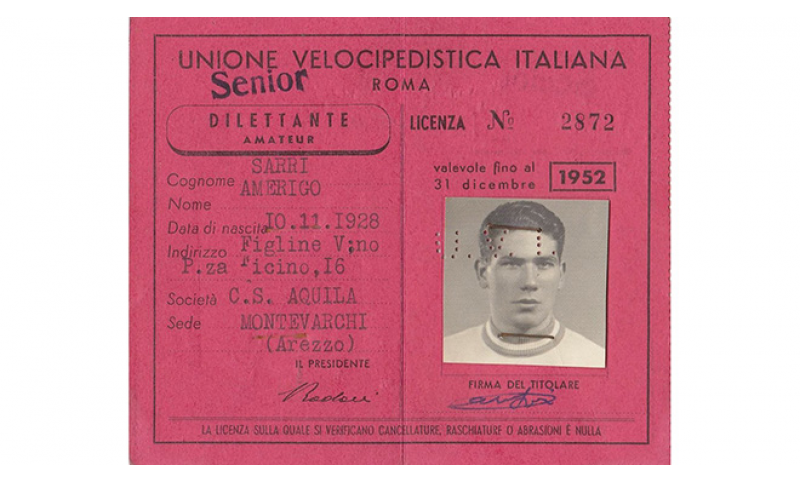 UNIONE VELOCIPEDISTICA ITALIANA
Senior
ROMA
DILETTANTE
AMATEUR
LICENZA Nº 2872
valevole fino al
31 dicembre 1952
Cognome SARRI
Nome AMERIGO
Data di nascita 10.11.1928
Indirizzo Figline V;no
P.za icino,I6
Società C.S. AQUILA
Sede MONTEVARCHI
(Arezzo)
IL PRESIDENTE
FIRMA DEL TITOLARE
LA LICENZA SULLA QUALE SI VERIFICANO CANCELLATURE, RASCHIATURE O ABRASIONI È NULLA